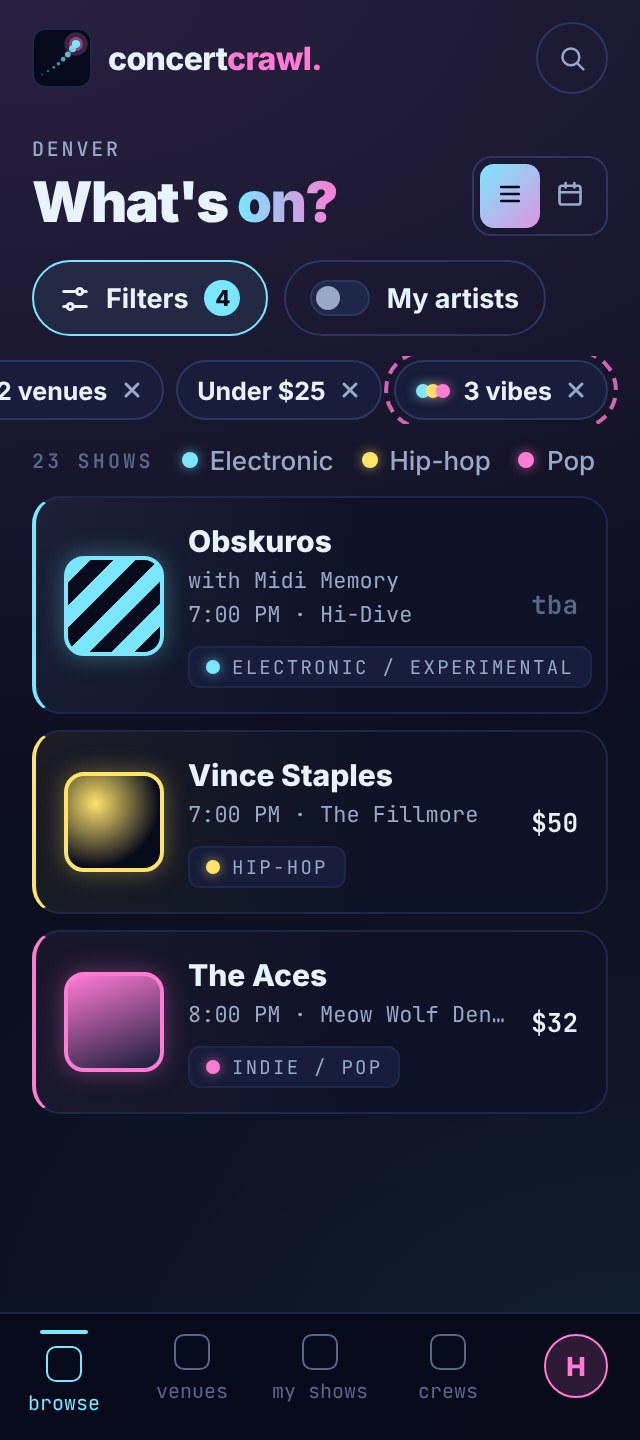 concertcrawl.
DENVER
What's on?
Filters 4 My artists
2 venues × Under $25 × 3 vibes ×
23 SHOWS Electronic Hip-hop Pop
Obskuros
with Midi Memory
7:00 PM · Hi-Dive
tba
ELECTRONIC / EXPERIMENTAL
Vince Staples
7:00 PM · The Fillmore
$50
HIP-HOP
The Aces
8:00 PM · Meow Wolf Den…
$32
INDIE / POP
browse venues my shows crews H